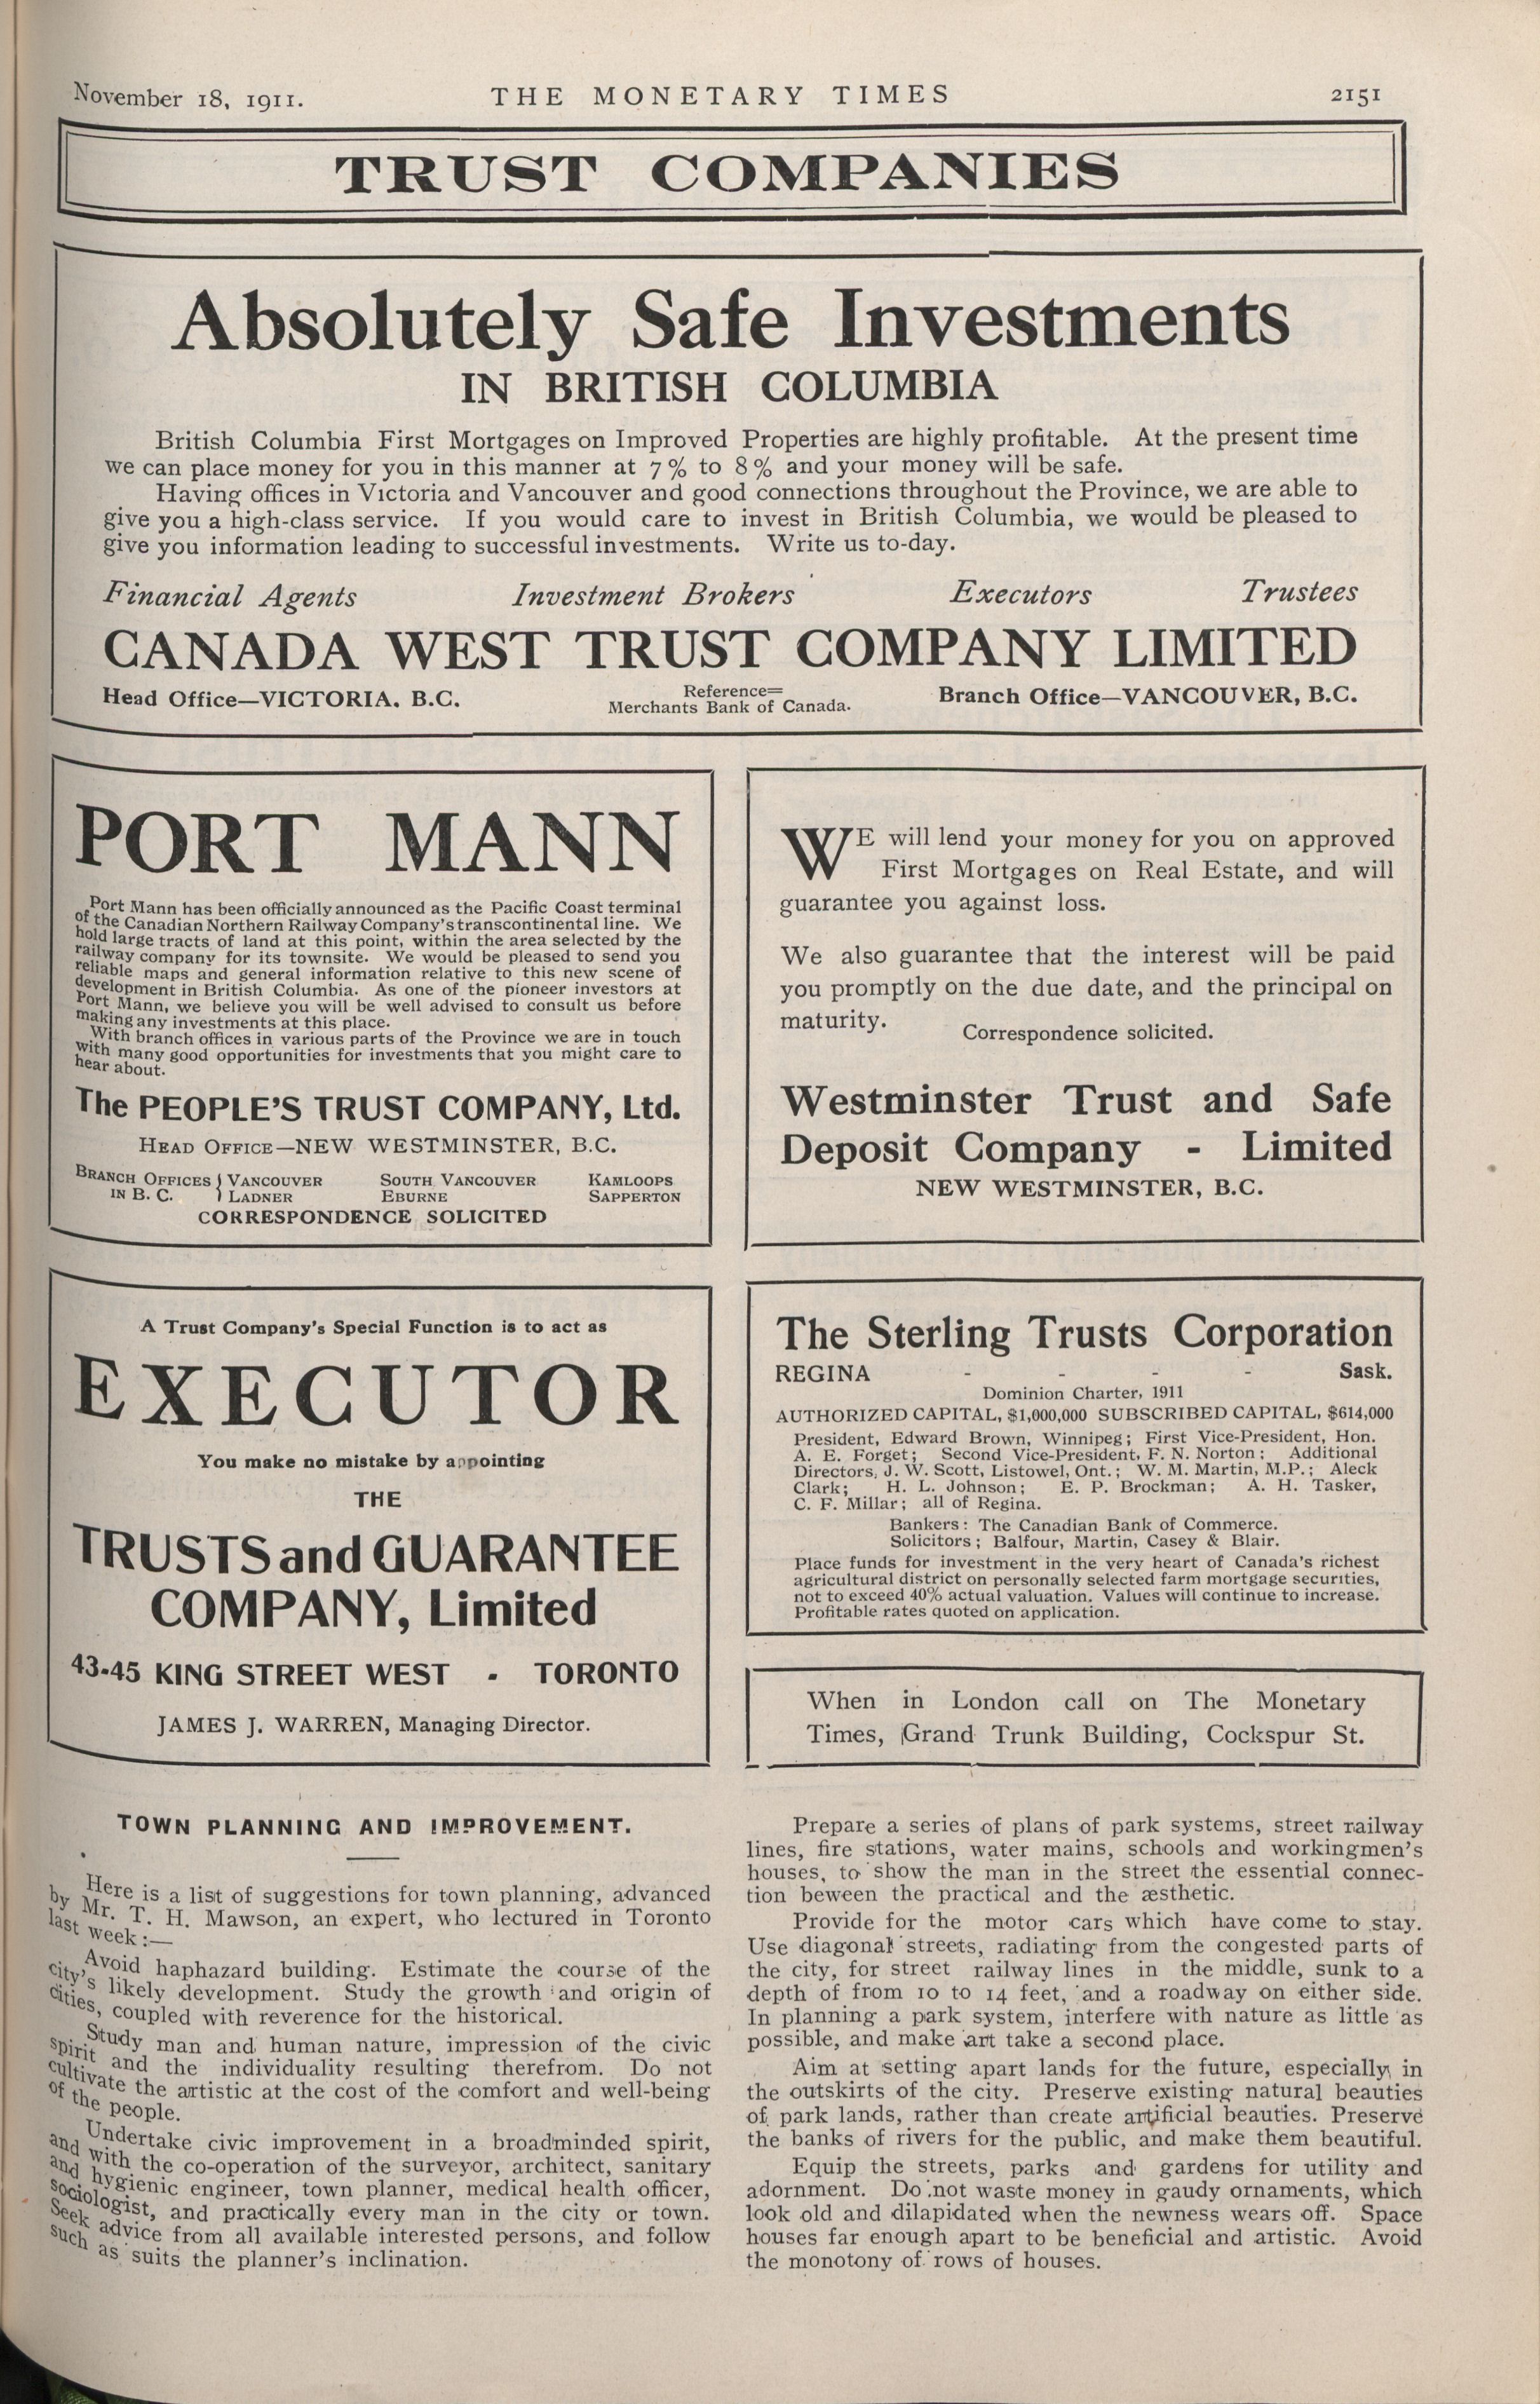 November 18, 1911.
THE MONETARY TIMES
2151
TRUST COMPANIES
Absolutely Safe Investments
IN BRITISH COLUMBIA
British Columbia First Mortgages on Improved Properties are highly profitable. At the present time
we can place money for you in this manner at 7% to 8% and your money will be safe.
Having offices in Victoria and Vancouver and good connections throughout the Province, we are able to
give you a high-class service. If you would care to invest in British Columbia, we would be pleased to
give you information leading to successful investments. Write us to-day.
Financial Agents Investment Brokers Executors Trustees
CANADA WEST TRUST COMPANY LIMITED
Head Office—VICTORIA. B.C.
Reference=
Merchants Bank of Canada.
Branch Office—VANCOUVER, B.C.
PORT MANN
Port Mann has been officially announced as the Pacific Coast terminal
of the Canadian Northern Railway Company's transcontinental line. We
hold large tracts of land at this point, within the area selected by the
railway company for its townsite. We would be pleased to send you
reliable maps and general information relative to this new scene of
development in British Columbia. As one of the pioneer investors at
Port Mann, we believe you will be well advised to consult us before
making any investments at this place.
With branch offices in various parts of the Province we are in touch
with many good opportunities for investments that you might care to
hear about.
The PEOPLE'S TRUST COMPANY, Ltd.
HEAD OFFICE—NEW WESTMINSTER, B.C.
BRANCH OFFICES { VANCOUVER SOUTH VANCOUVER KAMLOOPS
IN B. C. LADNER EBURNE SAPPERTON
CORRESPONDENCE SOLICITED
WE will lend your money for you on approved
First Mortgages on Real Estate, and will
guarantee you against loss.
We also guarantee that the interest will be paid
you promptly on the due date, and the principal on
maturity.
Correspondence solicited.
Westminster Trust and Safe
Deposit Company - Limited
NEW WESTMINSTER, B.C.
A Trust Company's Special Function is to act as
EXECUTOR
You make no mistake by appointing
THE
TRUSTS and GUARANTEE
COMPANY, Limited
43-45 KING STREET WEST - TORONTO
JAMES J. WARREN, Managing Director.
The Sterling Trusts Corporation
REGINA - - - - Sask.
Dominion Charter, 1911
AUTHORIZED CAPITAL, $1,000,000 SUBSCRIBED CAPITAL, $614,000
President, Edward Brown, Winnipeg; First Vice-President, Hon.
A. E. Forget; Second Vice-President, F. N. Norton; Additional
Directors, J. W. Scott, Listowel, Ont.; W. M. Martin, M.P.; Aleck
Clark; H. L. Johnson; E. P. Brockman; A. H. Tasker,
C. F. Millar; all of Regina.
Bankers: The Canadian Bank of Commerce.
Solicitors; Balfour, Martin, Casey & Blair.
Place funds for investment in the very heart of Canada's richest
agricultural district on personally selected farm mortgage securities,
not to exceed 40% actual valuation. Values will continue to increase.
Profitable rates quoted on application.
When in London call on The Monetary
Times, Grand Trunk Building, Cockspur St.
TOWN PLANNING AND IMPROVEMENT.
Here is a list of suggestions for town planning, advanced
by Mr. T. H. Mawson, an expert, who lectured in Toronto
last week:—
Avoid haphazard building. Estimate the course of the
city's likely development. Study the growth and origin of
cities, coupled with reverence for the historical.
Study man and human nature, impression of the civic
spirit and the individuality resulting therefrom. Do not
cultivate the artistic at the cost of the comfort and well-being
of the people.
Undertake civic improvement in a broadminded spirit,
and with the co-operation of the surveyor, architect, sanitary
and hygienic engineer, town planner, medical health officer,
sociologist, and practically every man in the city or town.
Seek advice from all available interested persons, and follow
such as suits the planner's inclination.
Prepare a series of plans of park systems, street railway
lines, fire stations, water mains, schools and workingmen's
houses, to show the man in the street the essential connec-
tion beween the practical and the æsthetic.
Provide for the motor cars which have come to stay.
Use diagonal streets, radiating from the congested parts of
the city, for street railway lines in the middle, sunk to a
depth of from 10 to 14 feet, and a roadway on either side.
In planning a park system, interfere with nature as little as
possible, and make art take a second place.
Aim at setting apart lands for the future, especially in
the outskirts of the city. Preserve existing natural beauties
of park lands, rather than create artificial beauties. Preserve
the banks of rivers for the public, and make them beautiful.
Equip the streets, parks and gardens for utility and
adornment. Do not waste money in gaudy ornaments, which
look old and dilapidated when the newness wears off. Space
houses far enough apart to be beneficial and artistic. Avoid
the monotony of rows of houses.